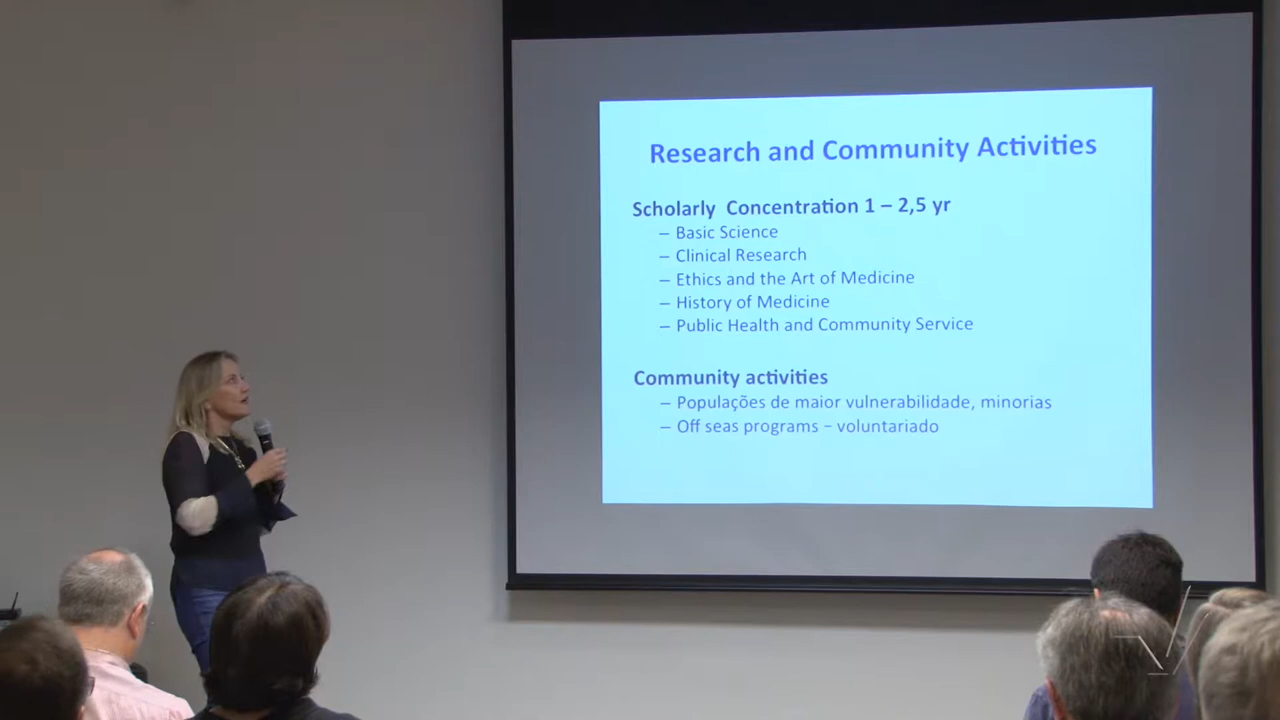 Research and Community Activities
Scholarly Concentration 1 – 2,5 yr
– Basic Science
– Clinical Research
– Ethics and the Art of Medicine
– History of Medicine
– Public Health and Community Service
Community activities
– Populações de maior vulnerabilidade, minorias
– Off seas programs – voluntariado